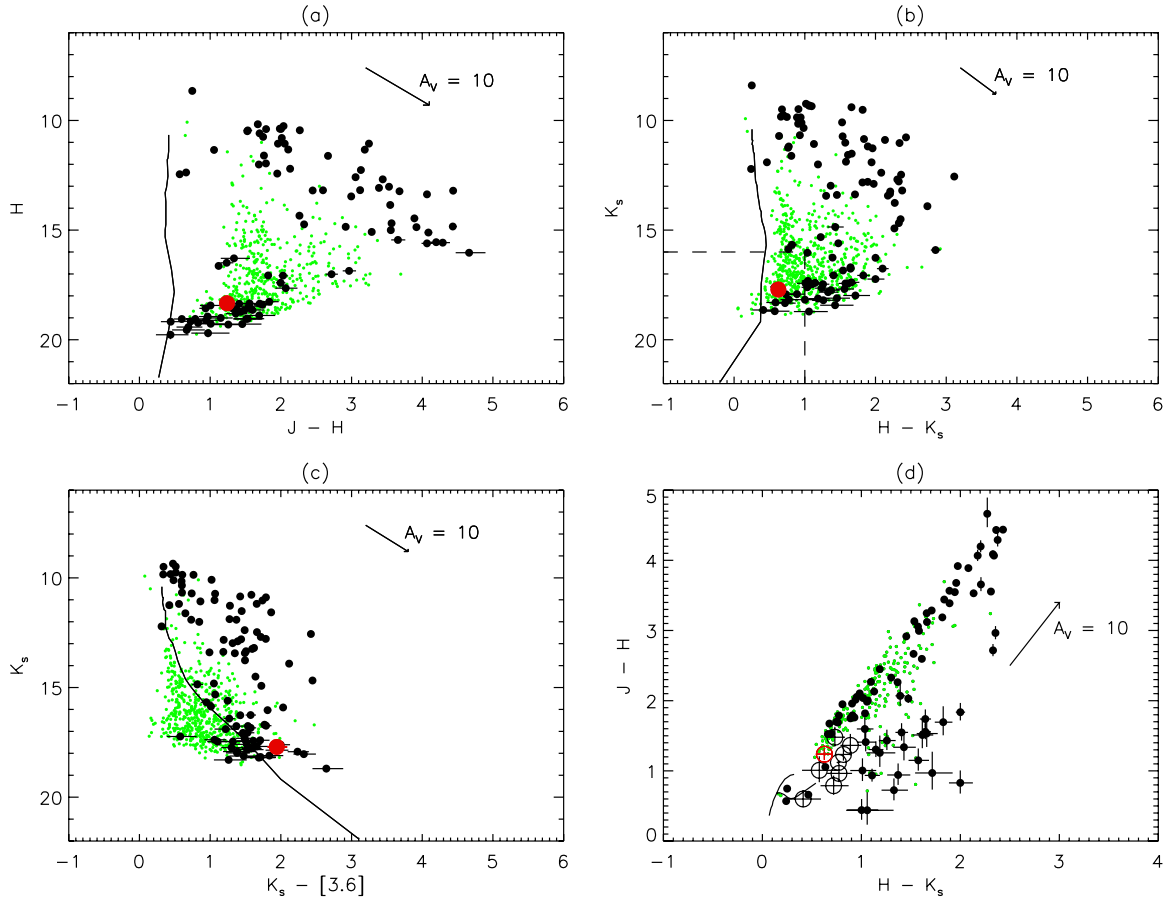 (a)
10
15
20
H
A_V = 10
−1 0 1 2 3 4 5 6
J − H
(b)
10
15
20
K_s
A_V = 10
−1 0 1 2 3 4 5 6
H − K_s
(c)
10
15
20
K_s
A_V = 10
−1 0 1 2 3 4 5 6
K_s − [3.6]
(d)
5
4
3
2
1
0
J − H
A_V = 10
−1 0 1 2 3 4
H − K_s